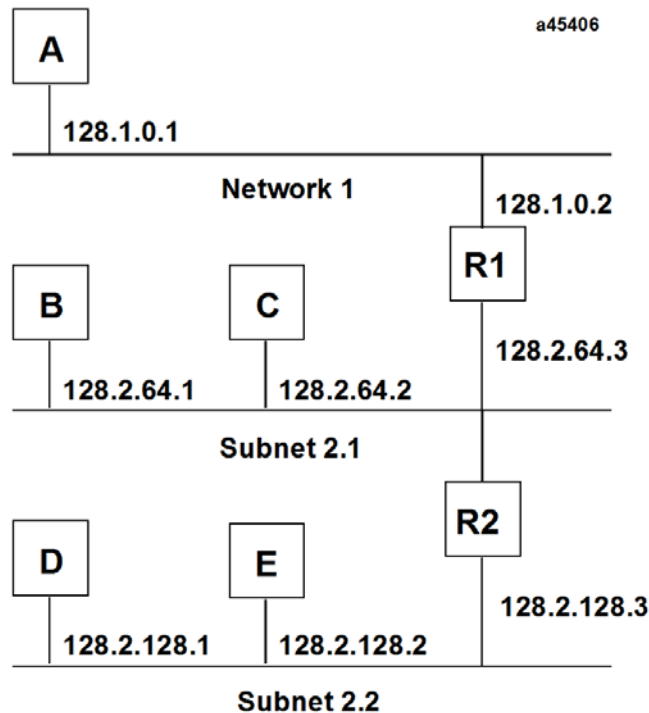 a45406
A
128.1.0.1
Network 1
128.1.0.2
R1
B
C
128.2.64.3
128.2.64.1
128.2.64.2
Subnet 2.1
R2
D
E
128.2.128.3
128.2.128.1
128.2.128.2
Subnet 2.2